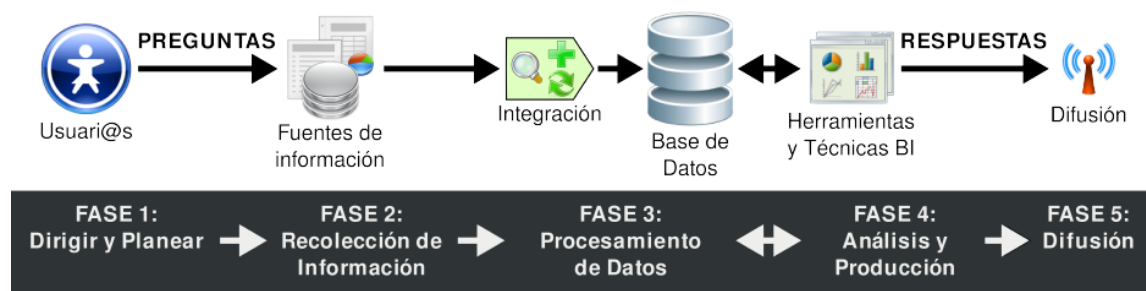 PREGUNTAS
RESPUESTAS
Usuari@s
Fuentes de
información
Integración
Base de
Datos
Herramientas
y Técnicas BI
Difusión
FASE 1:
Dirigir y Planear
FASE 2:
Recolección de
Información
FASE 3:
Procesamiento
de Datos
FASE 4:
Análisis y
Producción
FASE 5:
Difusión